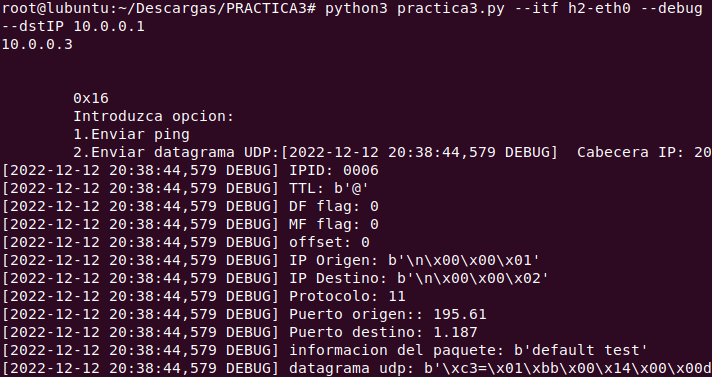 root@lubuntu:~/Descargas/PRACTICA3# python3 practica3.py --itf h2-eth0 --debug
--dstIP 10.0.0.1
10.0.0.3
0x16
Introduzca opcion:
1.Enviar ping
2.Enviar datagrama UDP:[2022-12-12 20:38:44,579 DEBUG]  Cabecera IP: 20
[2022-12-12 20:38:44,579 DEBUG] IPID: 0006
[2022-12-12 20:38:44,579 DEBUG] TTL: b'@'
[2022-12-12 20:38:44,579 DEBUG] DF flag: 0
[2022-12-12 20:38:44,579 DEBUG] MF flag: 0
[2022-12-12 20:38:44,579 DEBUG] offset: 0
[2022-12-12 20:38:44,579 DEBUG] IP Origen: b'\n\x00\x00\x01'
[2022-12-12 20:38:44,579 DEBUG] IP Destino: b'\n\x00\x00\x02'
[2022-12-12 20:38:44,579 DEBUG] Protocolo: 11
[2022-12-12 20:38:44,579 DEBUG] Puerto origen:: 195.61
[2022-12-12 20:38:44,579 DEBUG] Puerto destino: 1.187
[2022-12-12 20:38:44,579 DEBUG] informacion del paquete: b'default test'
[2022-12-12 20:38:44,579 DEBUG] datagrama udp: b'\xc3=\x01\xbb\x00\x14\x00\x00d